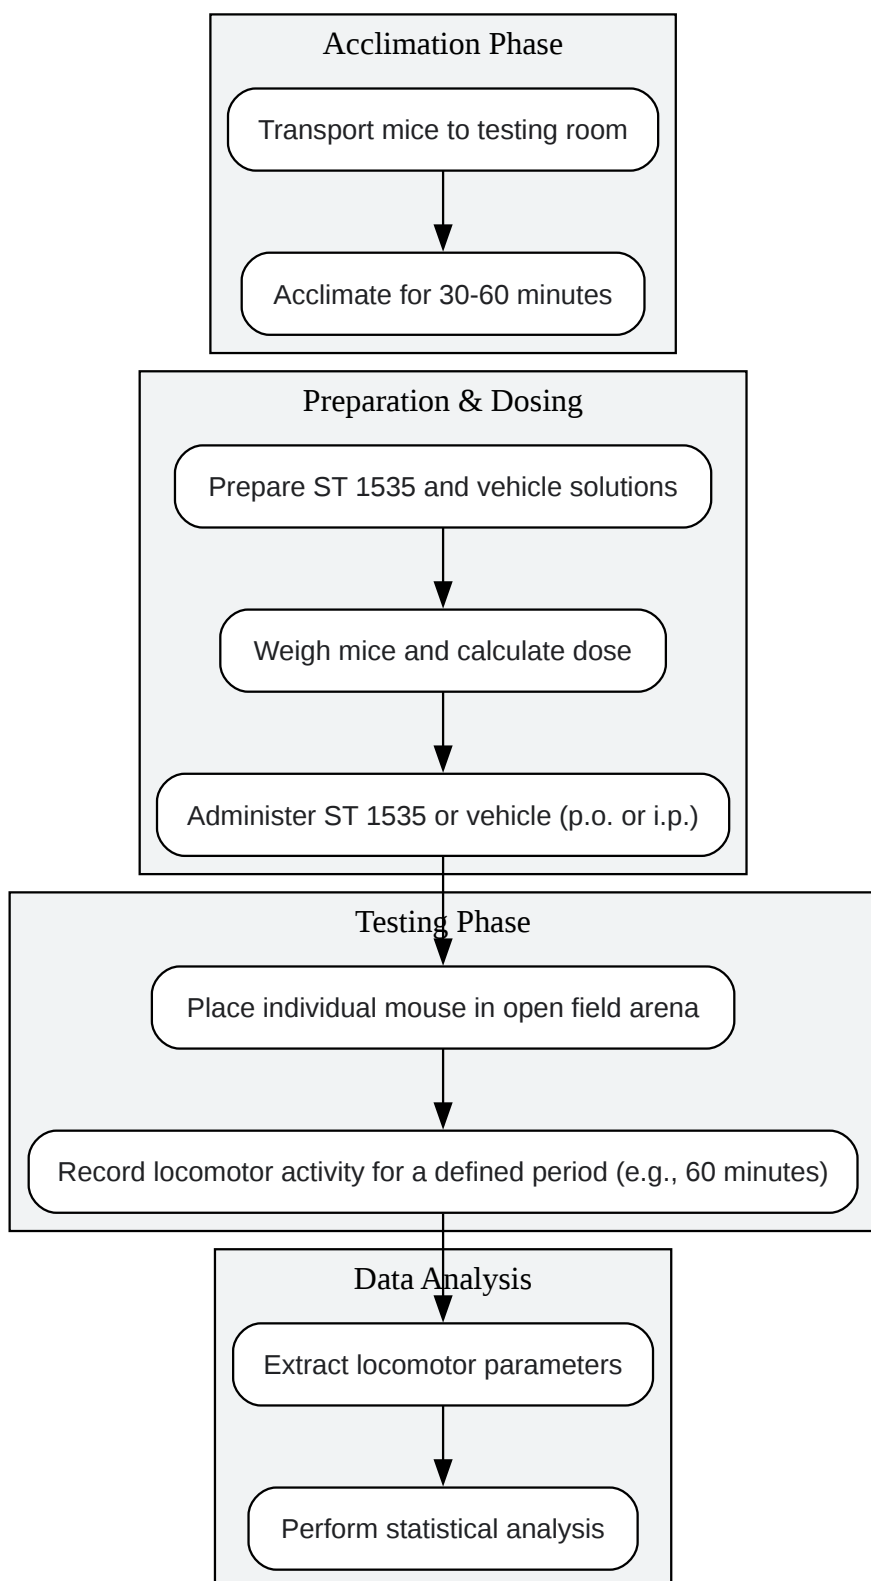 Acclimation Phase
Transport mice to testing room
Acclimate for 30-60 minutes
Preparation & Dosing
Prepare ST 1535 and vehicle solutions
Weigh mice and calculate dose
Administer ST 1535 or vehicle (p.o. or i.p.)
Testing Phase
Place individual mouse in open field arena
Record locomotor activity for a defined period (e.g., 60 minutes)
Data Analysis
Extract locomotor parameters
Perform statistical analysis